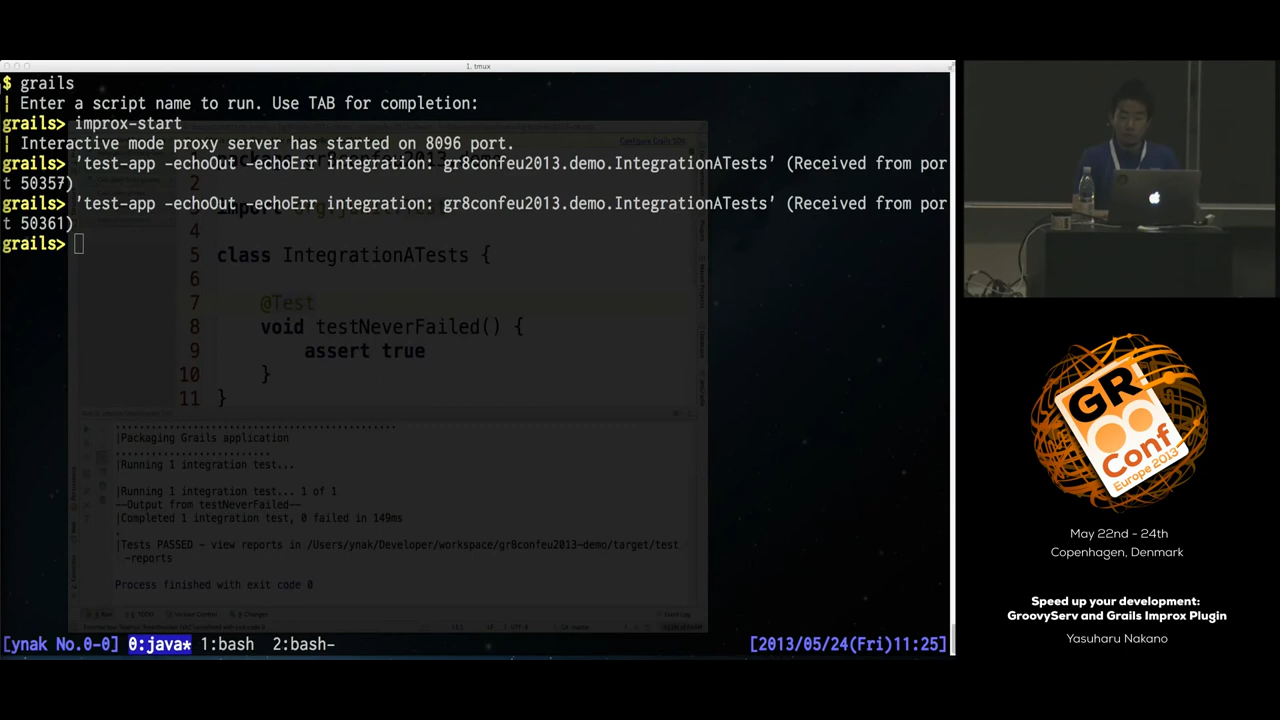 1. tmux
$ grails
| Enter a script name to run. Use TAB for completion:
grails> improx-start
| Interactive mode proxy server has started on 8096 port.
grails> 'test-app -echoOut -echoErr integration: gr8confeu2013.demo.IntegrationATests' (Received from por
t 50357)
grails> 'test-app -echoOut -echoErr integration: gr8confeu2013.demo.IntegrationATests' (Received from por
t 50361)
grails>
2
3
4
5 class IntegrationATests {
6
7 @Test
8 void testNeverFailed() {
9 assert true
10 }
11 }
|Packaging Grails application
|Running 1 integration test...
|Running 1 integration test... 1 of 1
--Output from testNeverFailed--
|Completed 1 integration test, 0 failed in 149ms
|Tests PASSED - view reports in /Users/ynak/Developer/workspace/gr8confeu2013-demo/target/test
-reports
Process finished with exit code 0
[ynak No.0-0] 0:java* 1:bash 2:bash-
[2013/05/24(Fri)11:25]
GR
Conf
Europe 2013
May 22nd - 24th
Copenhagen, Denmark
Speed up your development:
GroovyServ and Grails Improx Plugin
Yasuharu Nakano